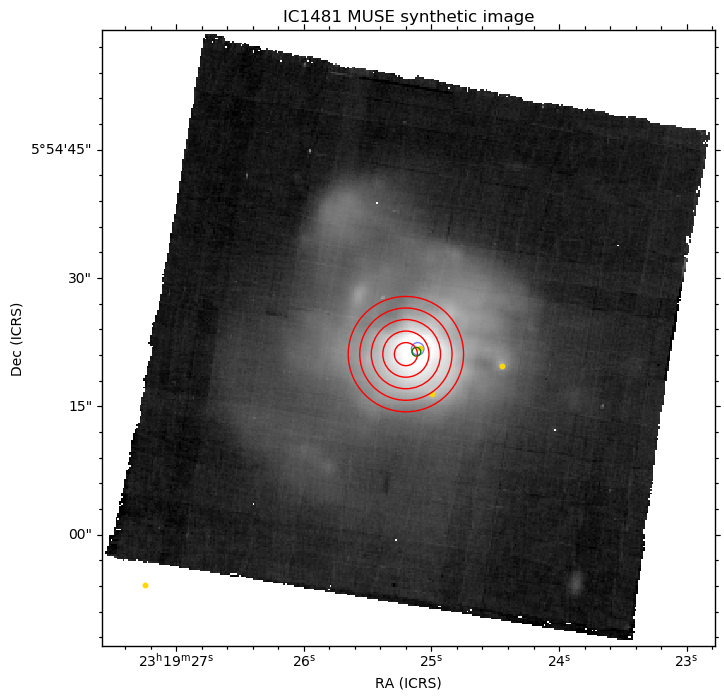 IC1481 MUSE synthetic image
5°54'45"
30"
15"
00"
Dec (ICRS)
23ʰ19ᵐ27ˢ
26ˢ
25ˢ
24ˢ
23ˢ
RA (ICRS)